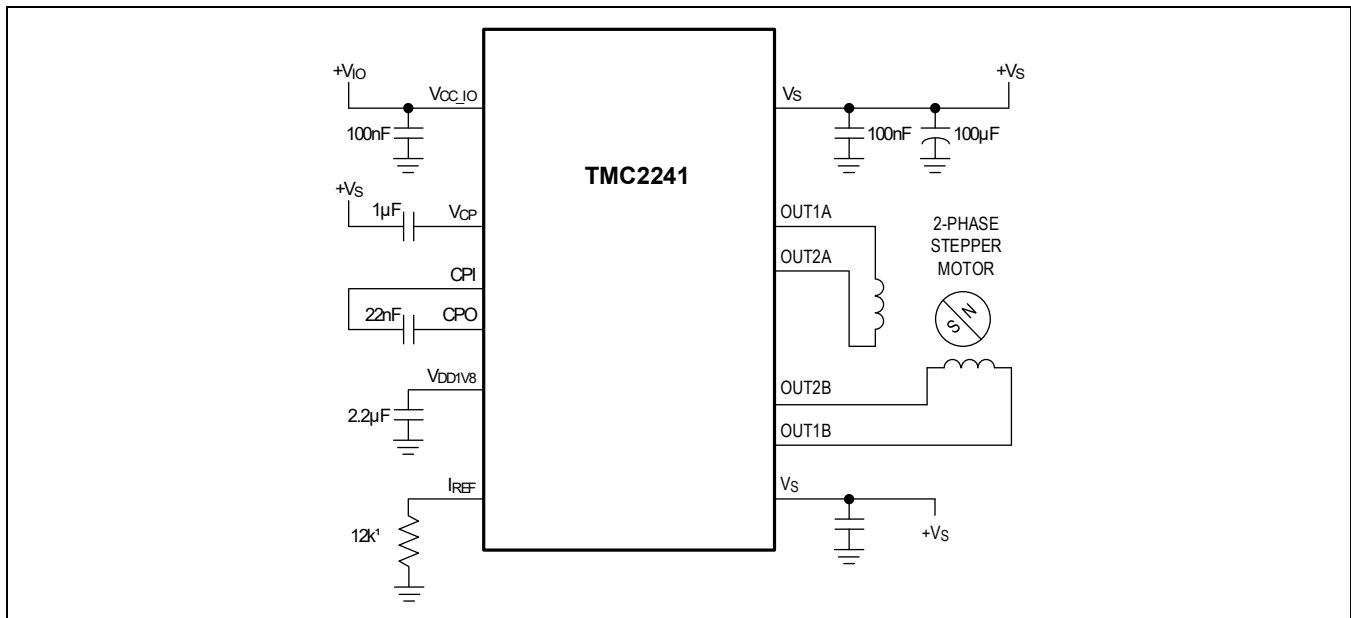 +VIO
VCC_IO
100nF
+VS
1µF
VCP
CPI
22nF
CPO
VDD1V8
2.2µF
IREF
12k¹
TMC2241
VS
+VS
100nF
100µF
OUT1A
OUT2A
2-PHASE
STEPPER
MOTOR
S N
OUT2B
OUT1B
VS
+VS